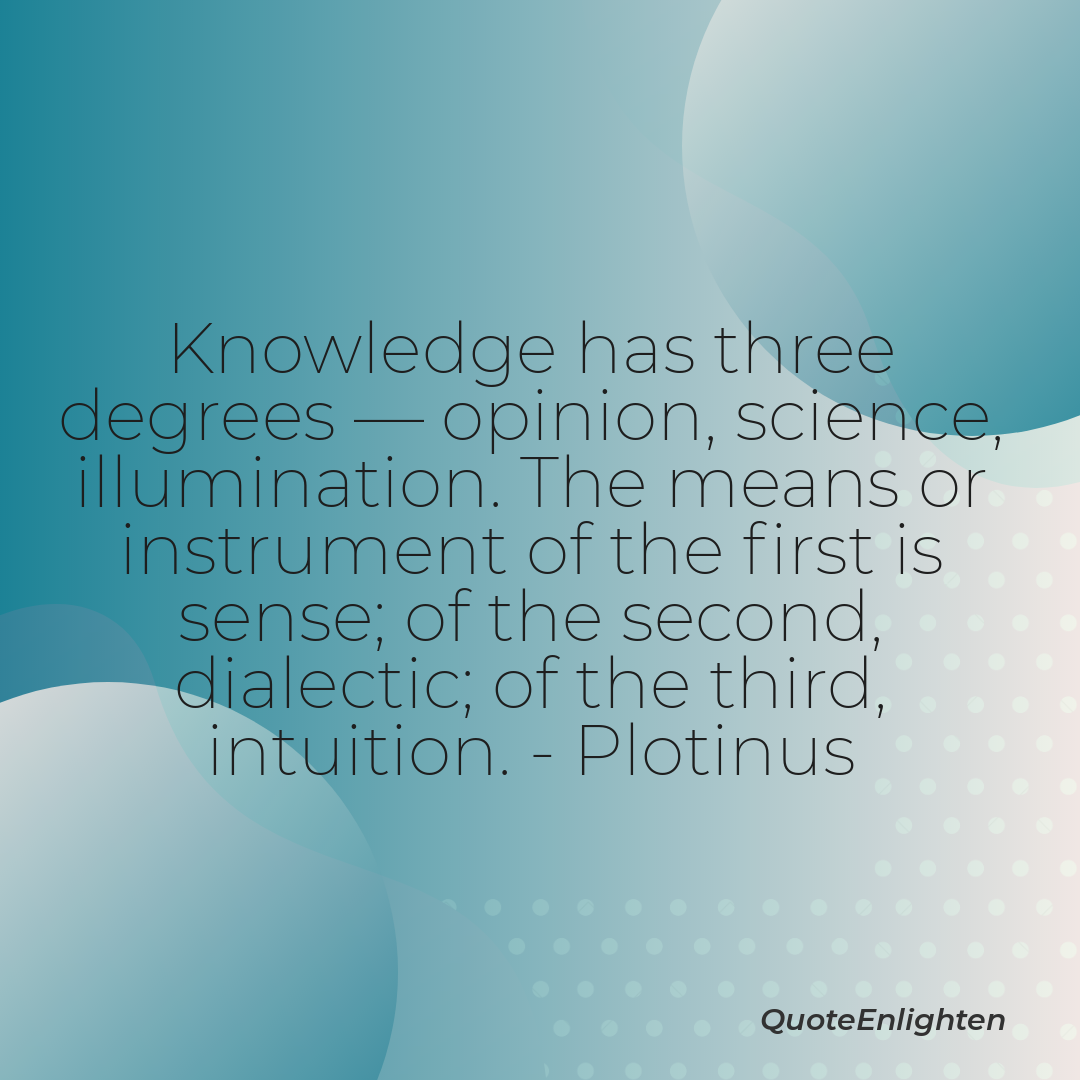 Knowledge has three
degrees — opinion, science,
illumination. The means or
instrument of the first is
sense; of the second,
dialectic; of the third,
intuition. - Plotinus
QuoteEnlighten